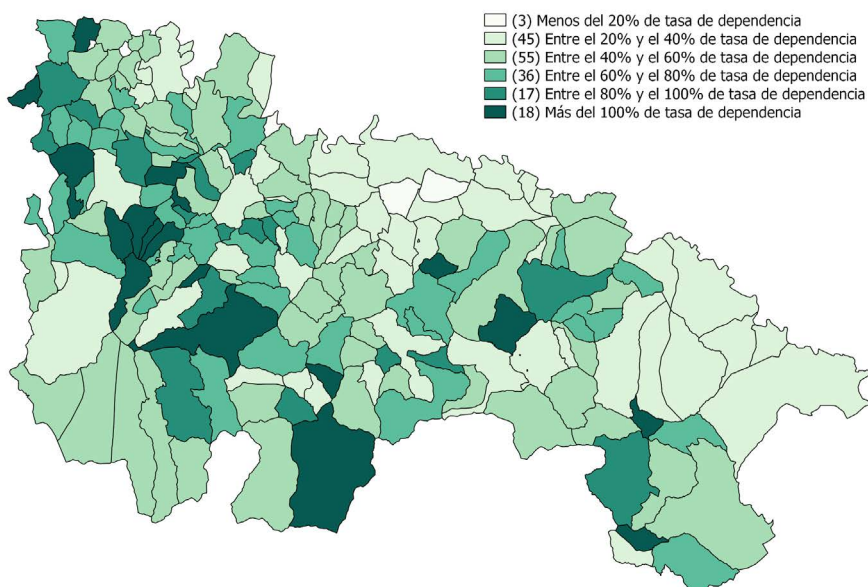 (3) Menos del 20% de tasa de dependencia
(45) Entre el 20% y el 40% de tasa de dependencia
(55) Entre el 40% y el 60% de tasa de dependencia
(36) Entre el 60% y el 80% de tasa de dependencia
(17) Entre el 80% y el 100% de tasa de dependencia
(18) Más del 100% de tasa de dependencia